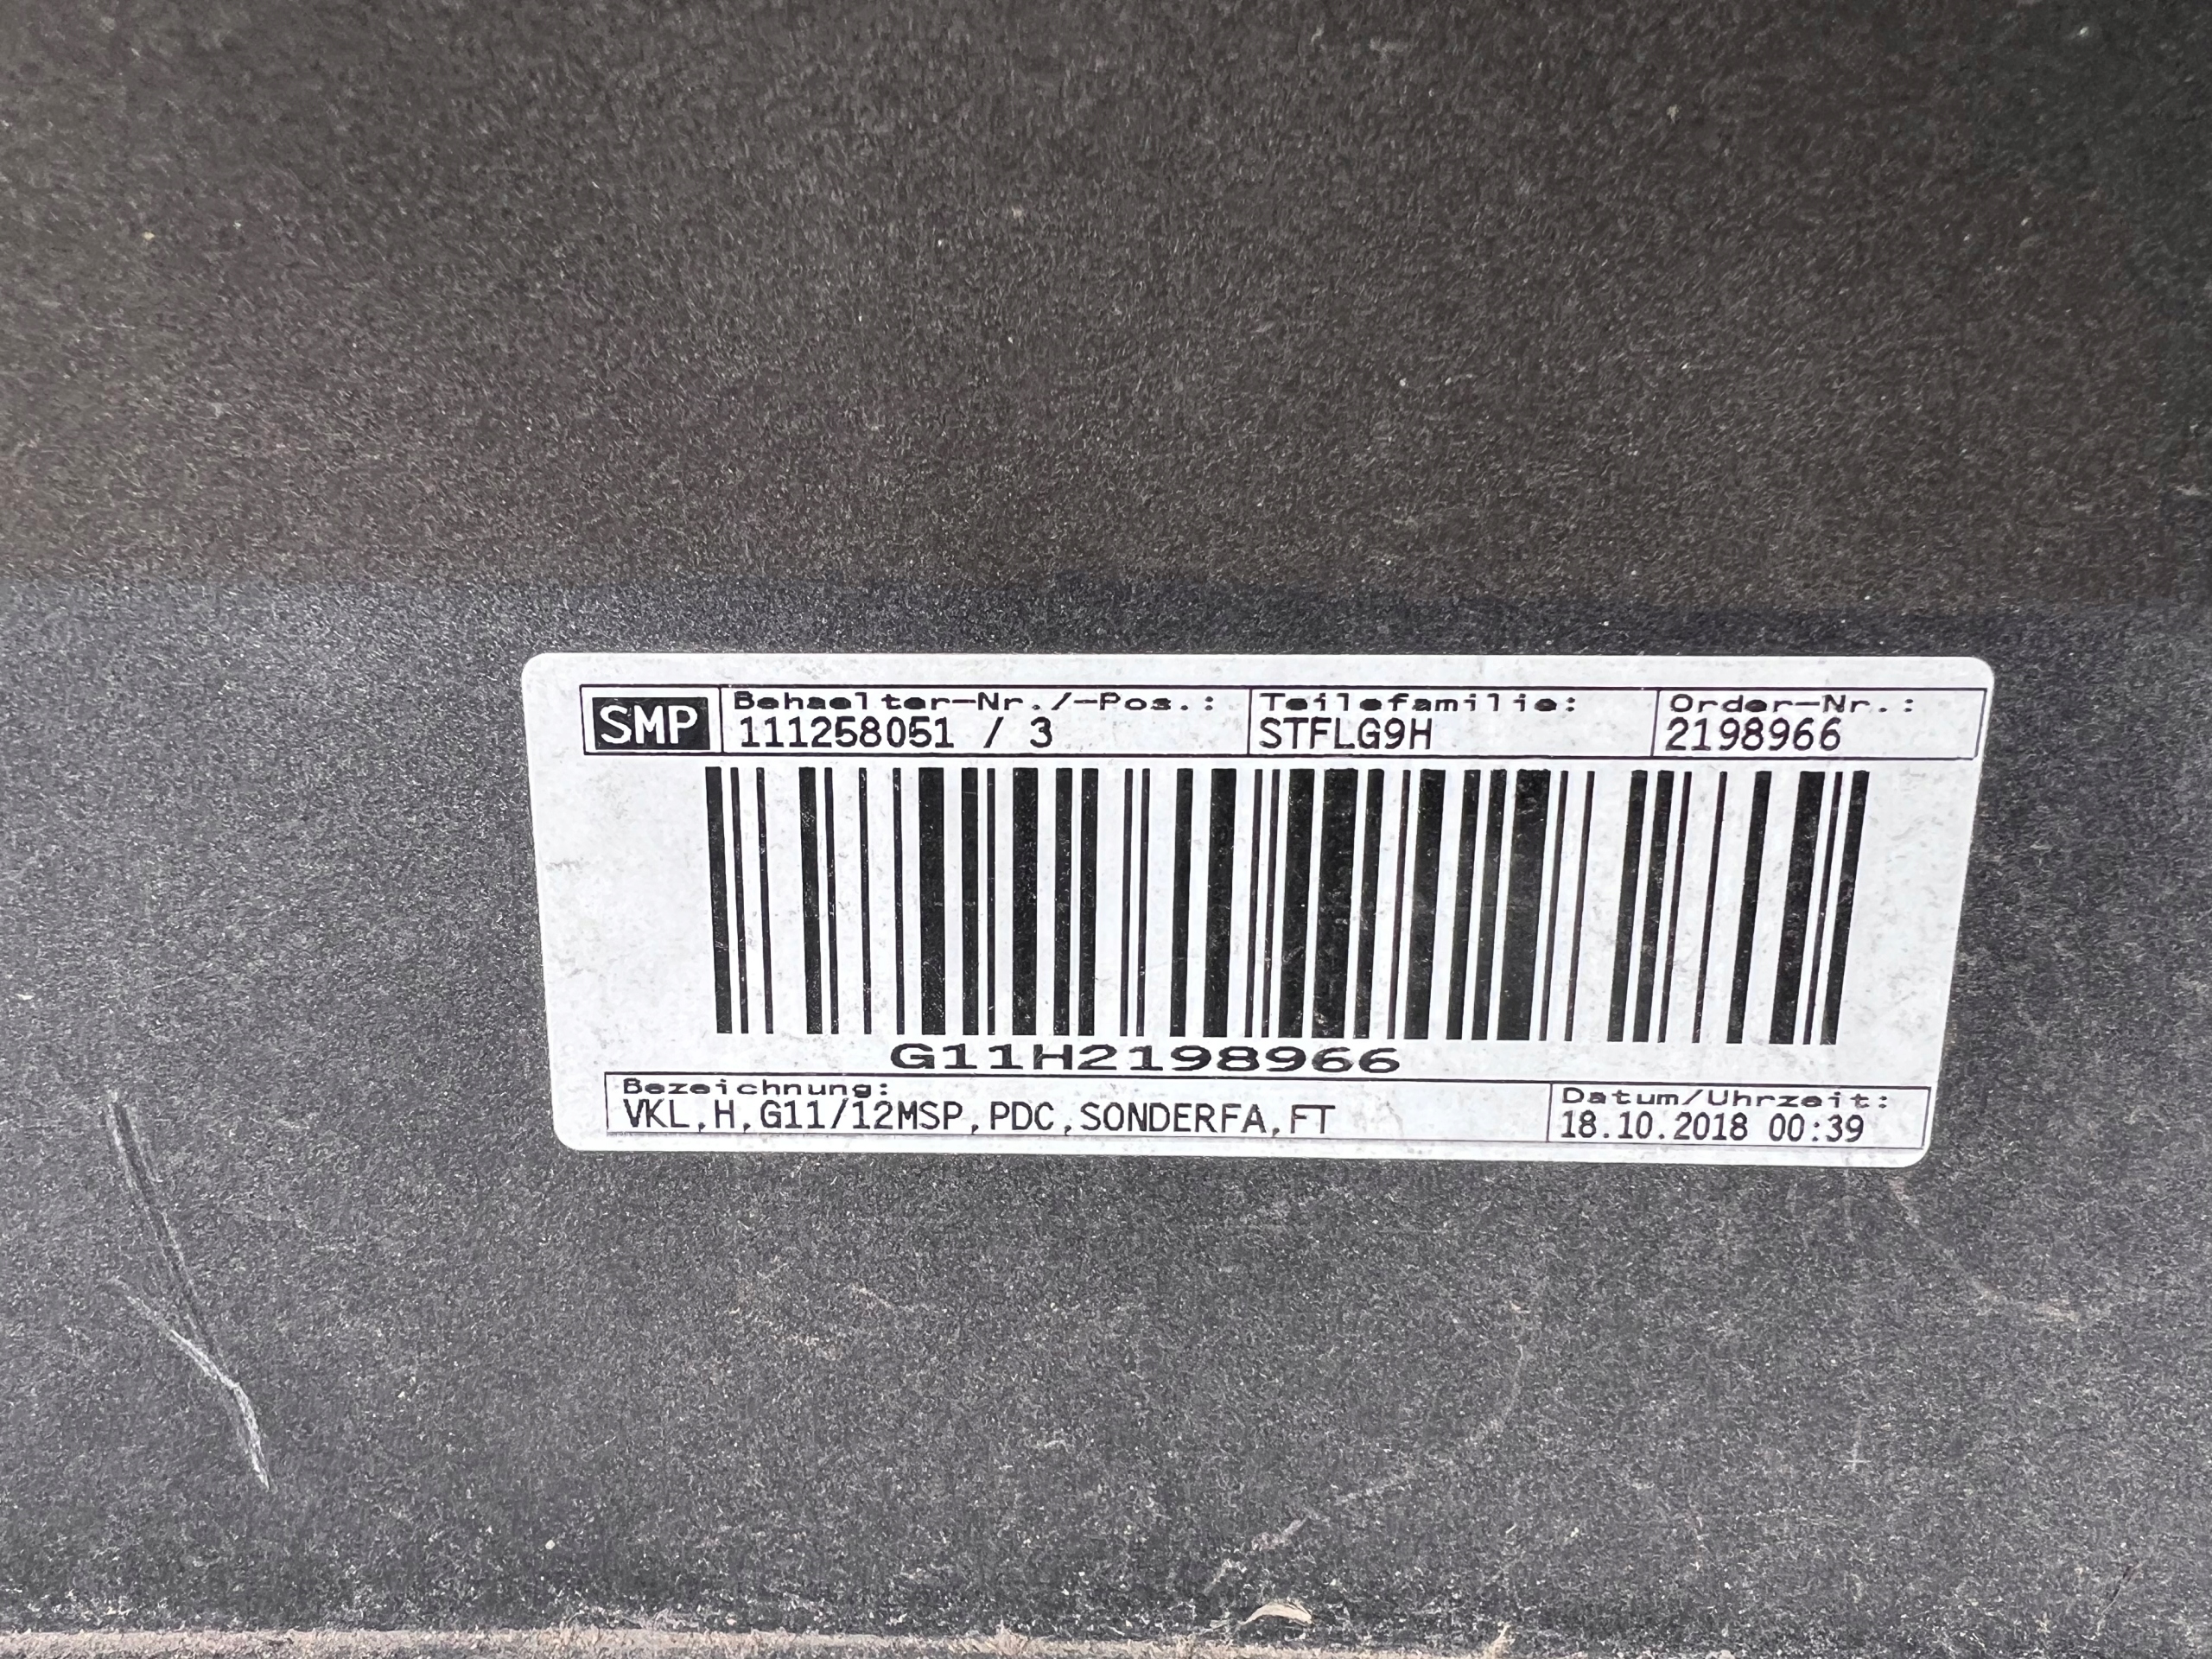 SMP
Behaelter-Nr./-Pos.: Teilefamilie: Order-Nr.:
111258051 / 3 STFLG9H 2198966
G11H2198966
Bezeichnung: Datum/Uhrzeit:
VKL,H,G11/12MSP,PDC,SONDERFA,FT 18.10.2018 00:39